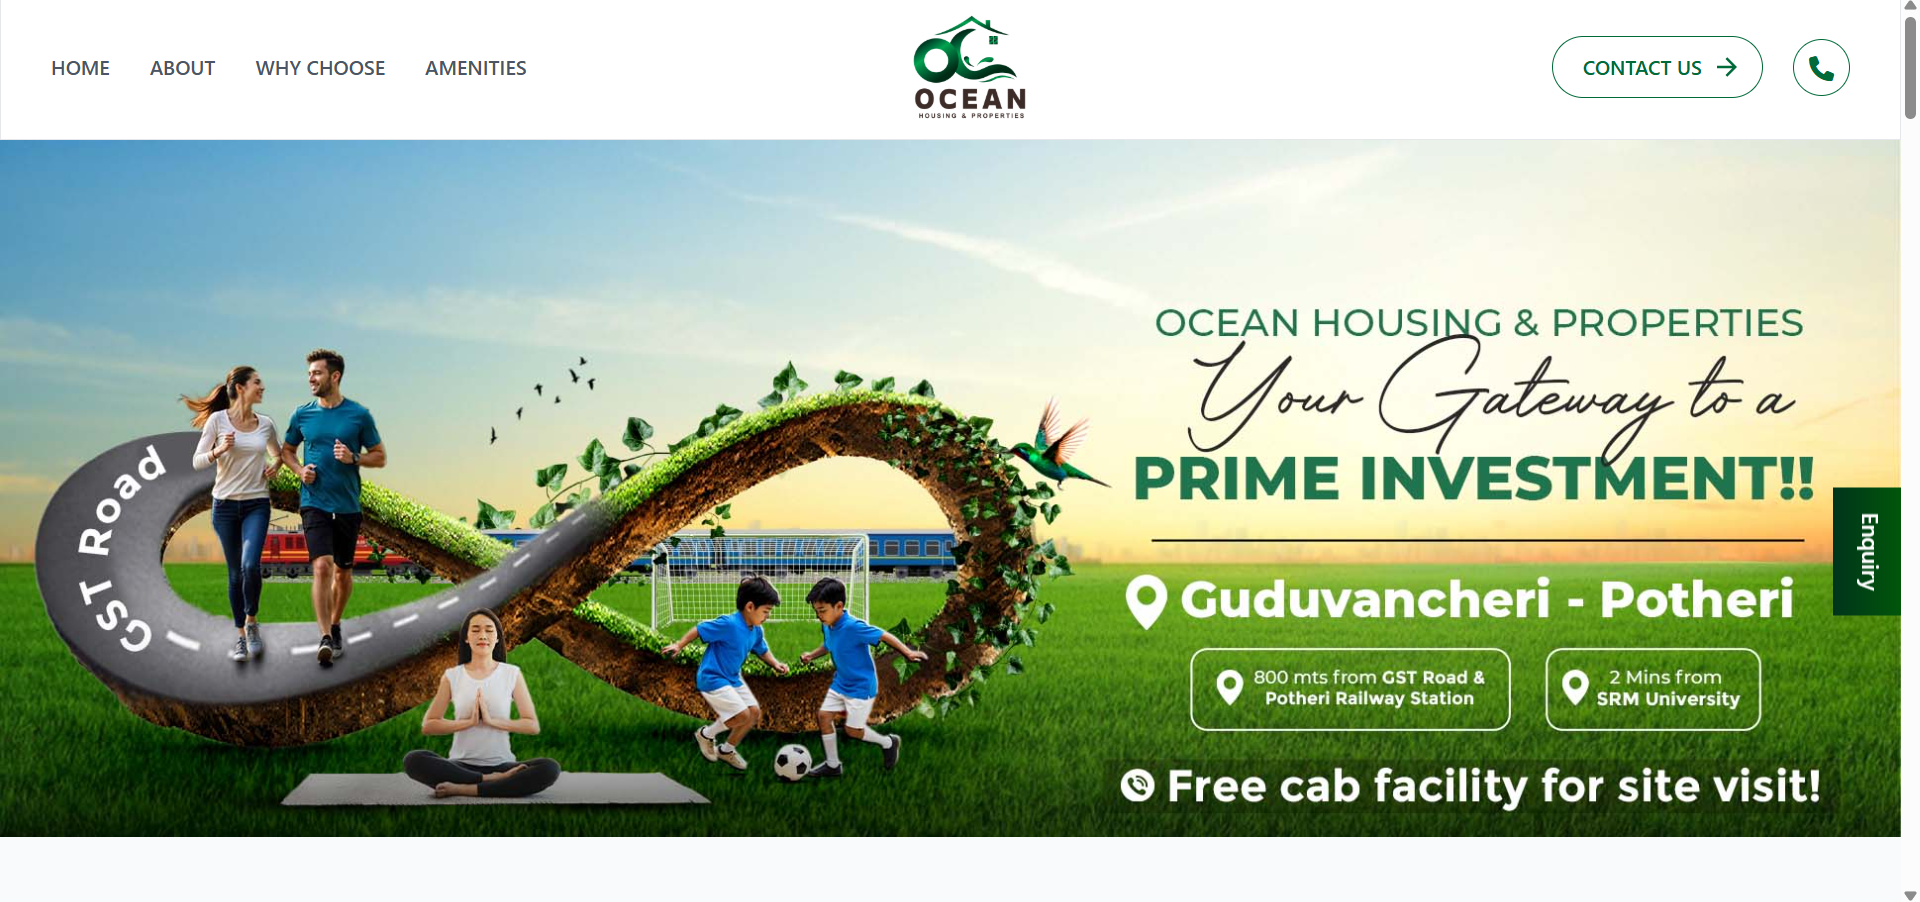 HOME
ABOUT
WHY CHOOSE
AMENITIES
OCEAN
HOUSING & PROPERTIES
CONTACT US
OCEAN HOUSING & PROPERTIES
Your Gateway to a
PRIME INVESTMENT!!
GST Road
Enquiry
Guduvancheri - Potheri
800 mts from GST Road &
Potheri Railway Station
2 Mins from
SRM University
Free cab facility for site visit!